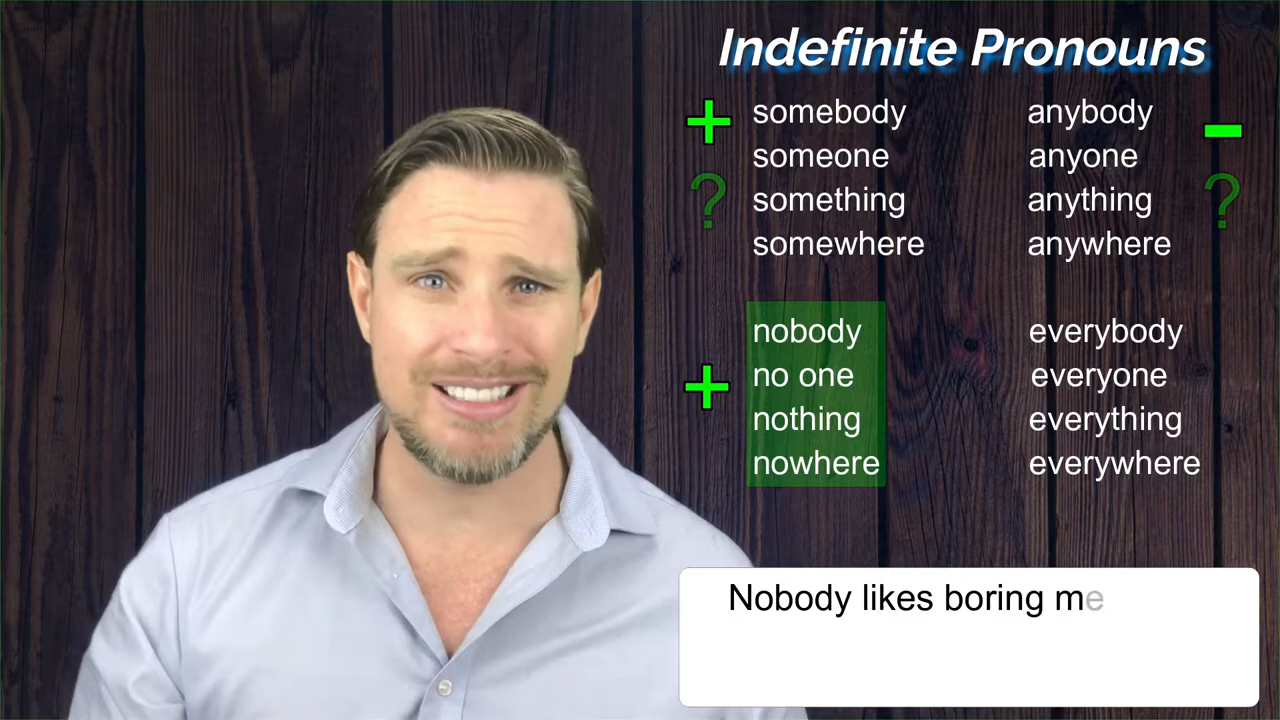 Indefinite Pronouns
+ somebody anybody -
someone anyone
? something anything ?
somewhere anywhere
nobody everybody
+ no one everyone
nothing everything
nowhere everywhere
Nobody likes boring me